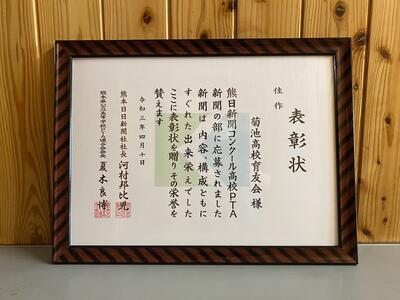 表彰状
佳作
菊池高校育友会 様
熊日新聞コンクール高校PTA
新聞の部に応募されました
新聞は内容、構成ともに
すぐれた出来栄えでした
ここに表彰状を贈りその栄誉を
賛えます
令和三年四月十日
熊本日日新聞社社長 河村邦比児
熊本県公立高等学校PTA連合会会長